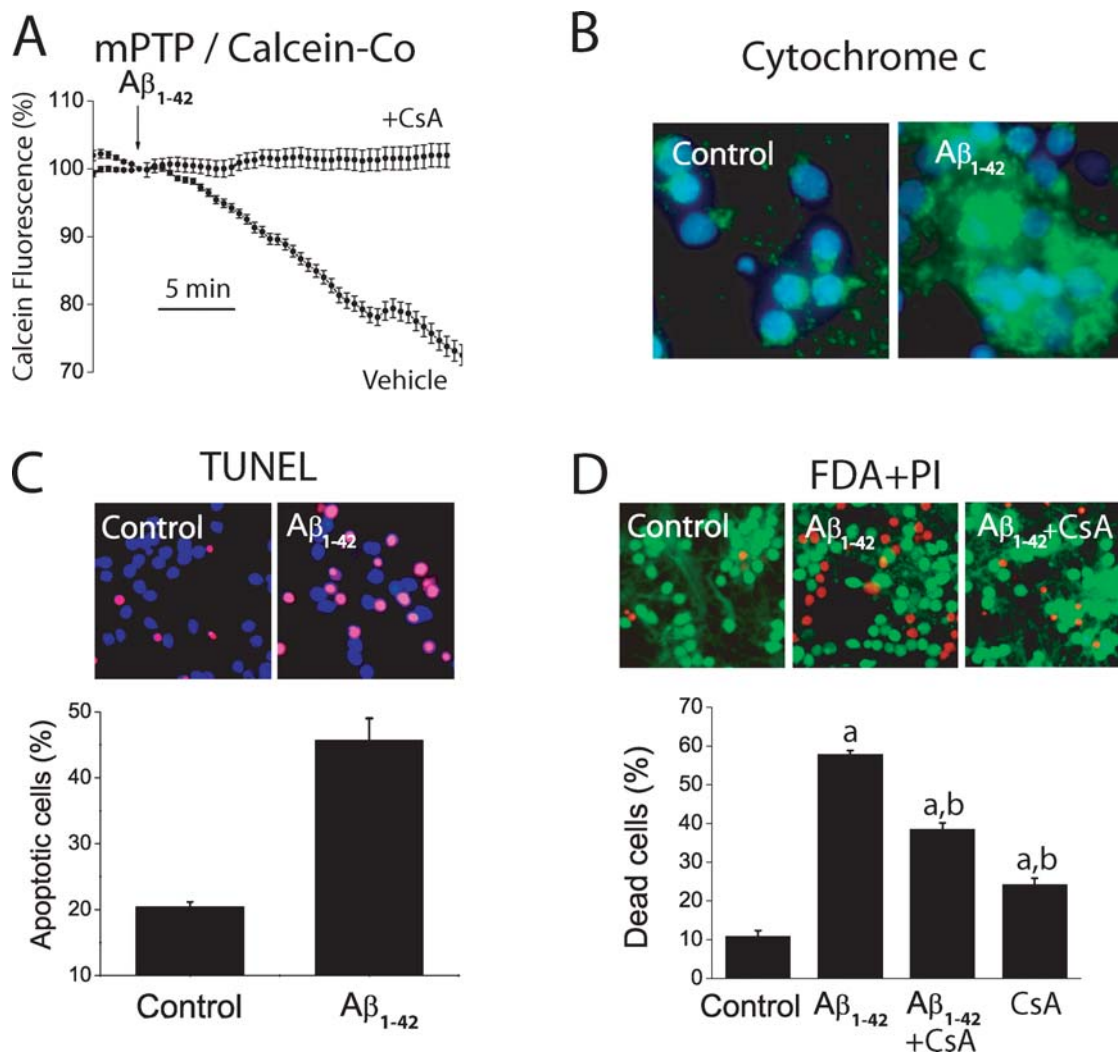 A
mPTP / Calcein-Co
Aβ1-42
110
100
90
80
70
Calcein Fluorescence (%)
+CsA
5 min
Vehicle
B
Cytochrome c
Control
Aβ1-42
C
TUNEL
Control
Aβ1-42
50
40
30
20
10
Apoptotic cells (%)
Control
Aβ1-42
D
FDA+PI
Control
Aβ1-42
Aβ1-42+CsA
70
60
50
40
30
20
10
0
Dead cells (%)
a
a,b
a,b
Control
Aβ1-42
Aβ1-42
+CsA
CsA